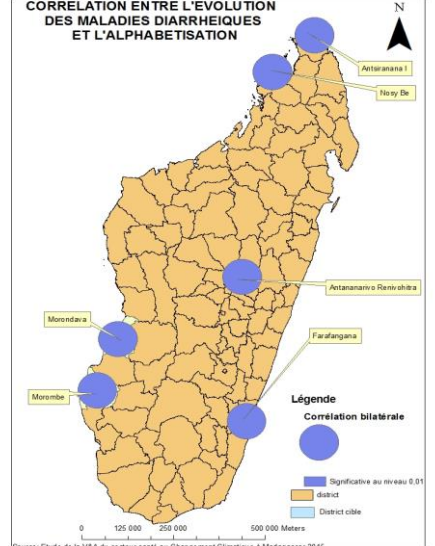 CORRELATION ENTRE L'EVOLUTION
DES MALADIES DIARRHEIQUES
ET L'ALPHABETISATION
N
Antsiranana I
Nosy Be
Antananarivo Renivohitra
Morondava
Farafangana
Morombe
Légende
Corrélation bilatérale
Significative au niveau 0,01
district
District cible
0 125 000 250 000 500 000 Meters